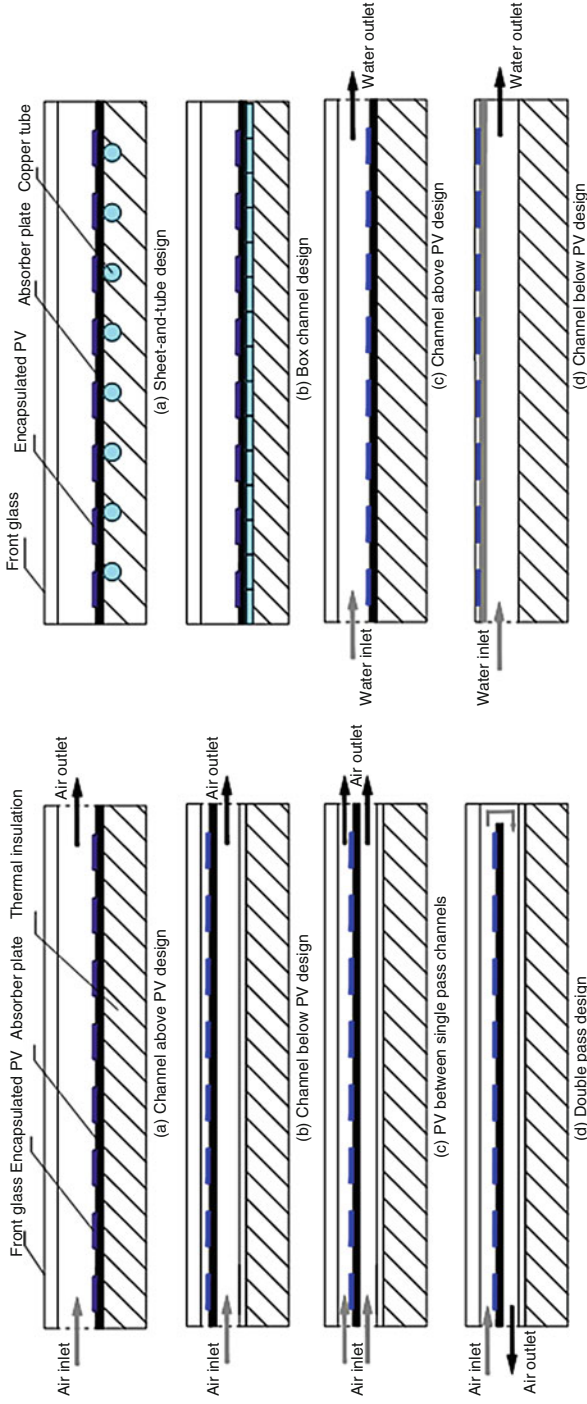 Front glass Encapsulated PV Absorber plate Thermal insulation
Air inlet
Air outlet
(a) Channel above PV design
Air inlet
Air outlet
(b) Channel below PV design
Air inlet
Air outlet
(c) PV between single pass channels
Air inlet
Air outlet
(d) Double pass design
Front glass
Encapsulated PV
Absorber plate
Copper tube
(a) Sheet-and-tube design
(b) Box channel design
Water inlet
Water outlet
(c) Channel above PV design
Water inlet
Water outlet
(d) Channel below PV design